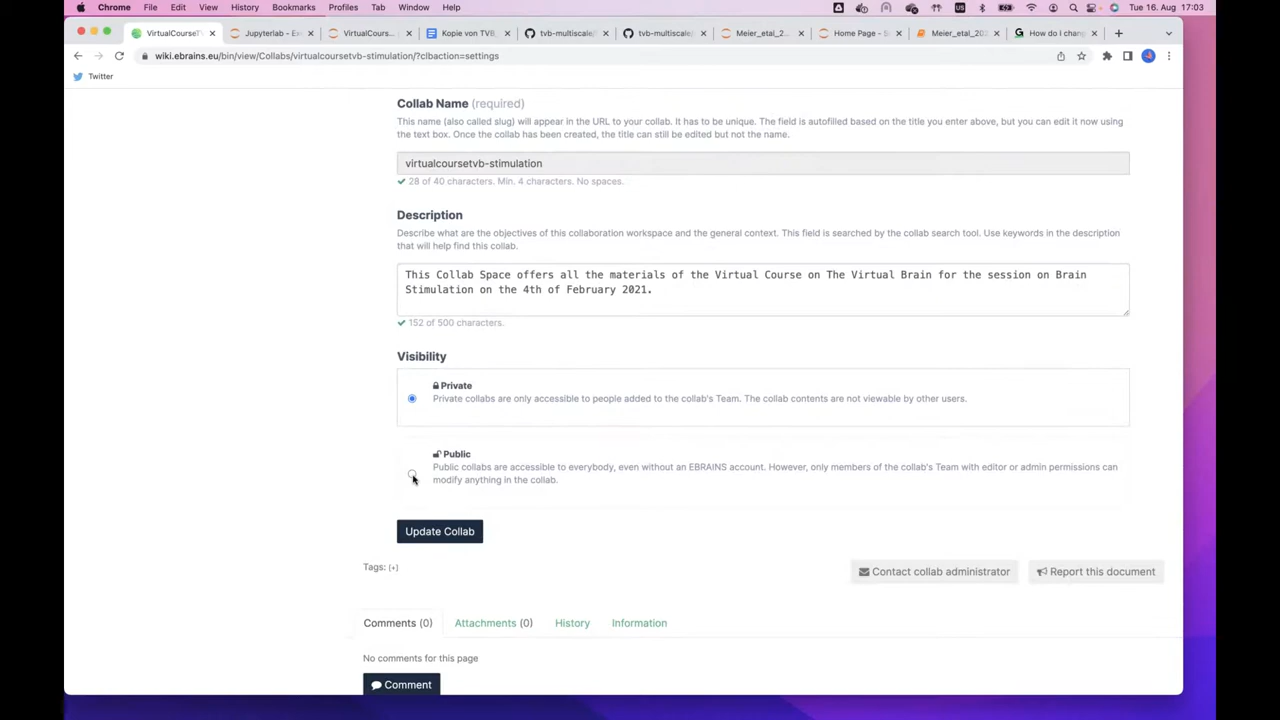 Chrome File Edit View History Bookmarks Profiles Tab Window Help
US
Tue 16. Aug 17:03
VirtualCourseTV
Jupyterlab - Ex
VirtualCours…
Kopie von TVB_
tvb-multiscale/
tvb-multiscale/
Meier_etal_2…
Home Page - S
Meier_etal_20
How do I chan
wiki.ebrains.eu/bin/view/Collabs/virtualcoursetvb-stimulation/?clbaction=settings
Twitter
Collab Name (required)
This name (also called slug) will appear in the URL to your collab. It has to be unique. The field is autofilled based on the title you enter above, but you can edit it now using
the text box. Once the collab has been created, the title can still be edited but not the name.
virtualcoursetvb-stimulation
28 of 40 characters. Min. 4 characters. No spaces.
Description
Describe what are the objectives of this collaboration workspace and the general context. This field is searched by the collab search tool. Use keywords in the description
that will help find this collab.
This Collab Space offers all the materials of the Virtual Course on The Virtual Brain for the session on Brain
Stimulation on the 4th of February 2021.
152 of 500 characters.
Visibility
Private
Private collabs are only accessible to people added to the collab's Team. The collab contents are not viewable by other users.
Public
Public collabs are accessible to everybody, even without an EBRAINS account. However, only members of the collab's Team with editor or admin permissions can
modify anything in the collab.
Update Collab
Tags: [+]
Contact collab administrator
Report this document
Comments (0)
Attachments (0)
History
Information
No comments for this page
Comment